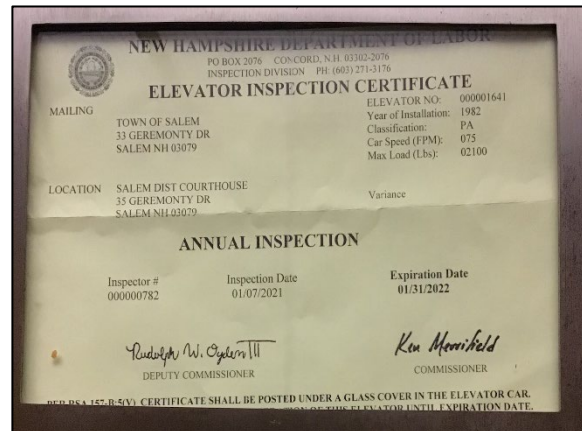 NEW HAMPSHIRE DEPARTMENT OF LABOR
PO BOX 2076 CONCORD, N.H. 03302-2076
INSPECTION DIVISION PH: (603) 271-3176
ELEVATOR INSPECTION CERTIFICATE
MAILING
TOWN OF SALEM
33 GEREMONTY DR
SALEM NH 03079
ELEVATOR NO: 000001641
Year of Installation: 1982
Classification: PA
Car Speed (FPM): 075
Max Load (Lbs): 02100
LOCATION SALEM DIST COURTHOUSE
35 GEREMONTY DR
SALEM NH 03079
Variance
ANNUAL INSPECTION
Inspector # Inspection Date Expiration Date
000000782 01/07/2021 01/31/2022
Rudolph W. Ogden III Ken Merrifield
DEPUTY COMMISSIONER COMMISSIONER
PER RSA 157-B:5(V) CERTIFICATE SHALL BE POSTED UNDER A GLASS COVER IN THE ELEVATOR CAR.
OF THIS ELEVATOR UNTIL EXPIRATION DATE.